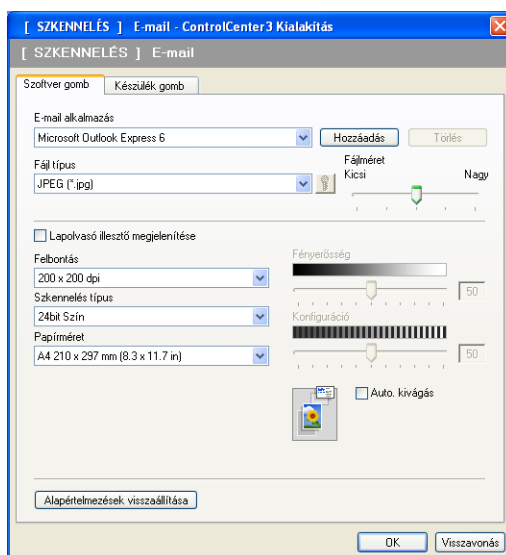 [ SZKENNELÉS ] E-mail - ControlCenter3 Kialakítás
[ SZKENNELÉS ] E-mail
Szoftver gomb Készülék gomb
E-mail alkalmazás
Microsoft Outlook Express 6 Hozzáadás Törlés
Fájl típus Fájlméret
JPEG (*.jpg) Kicsi Nagy
Lapolvasó illesztő megjelenítése
Felbontás Fényerősség
200 x 200 dpi 50
Szkennelés típus
24bit Szín Konfiguráció
Papírméret
A4 210 x 297 mm (8.3 x 11.7 in) 50
Auto. kivágás
Alapértelmezések visszaállítása
OK Visszavonás